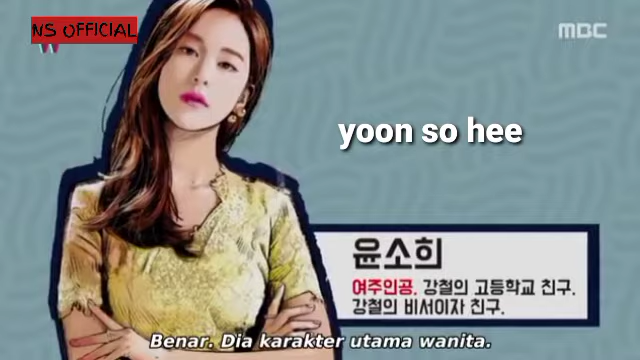 NS OFFICIAL
W
MBC
yoon so hee
윤소희
여주인공. 강철의 고등학교 친구.
강철의 비서이자 친구.
Benar. Dia karakter utama wanita.